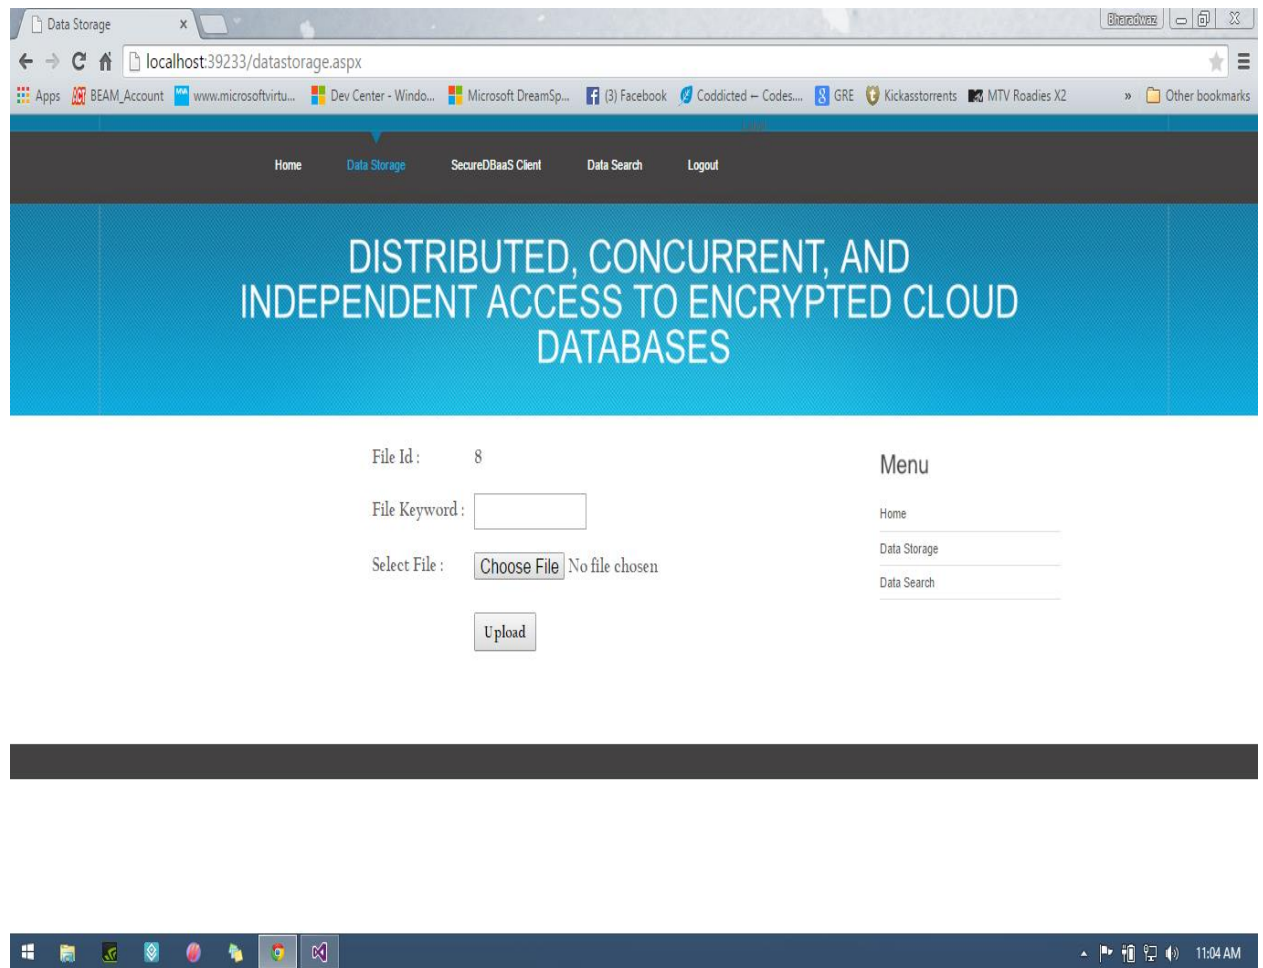 Data Storage
Bharadwaz
localhost:39233/datastorage.aspx
Apps BEAM_Account www.microsoftvirtu... Dev Center - Windo... Microsoft DreamSp... (3) Facebook Coddicted – Codes.... GRE Kickasstorrents MTV Roadies X2 » Other bookmarks
Home Data Storage SecureDBaaS Client Data Search Logout
DISTRIBUTED, CONCURRENT, AND
INDEPENDENT ACCESS TO ENCRYPTED CLOUD
DATABASES
File Id : 8
File Keyword :
Select File : Choose File No file chosen
Upload
Menu
Home
Data Storage
Data Search
11:04 AM